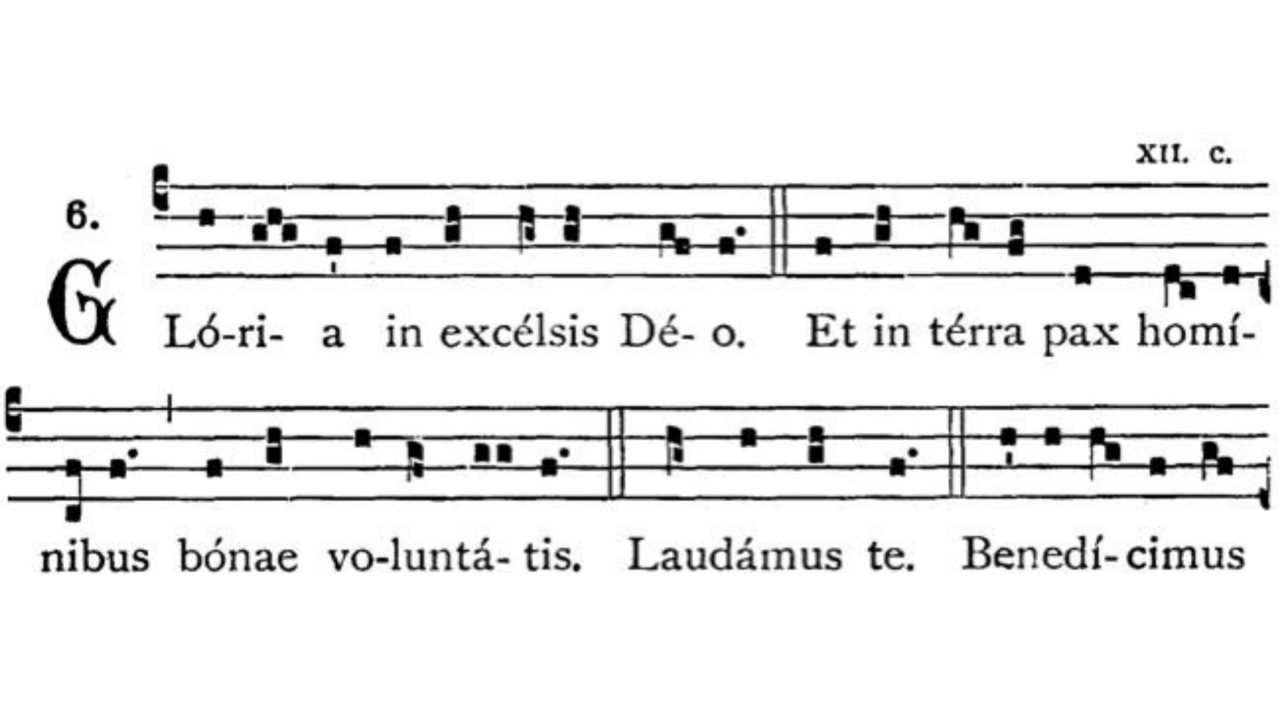 XII. c.
6.
GLó-ri- a in excélsis Dé- o. Et in térra pax homí-
nibus bónae vo-luntá- tis. Laudámus te. Benedí- cimus